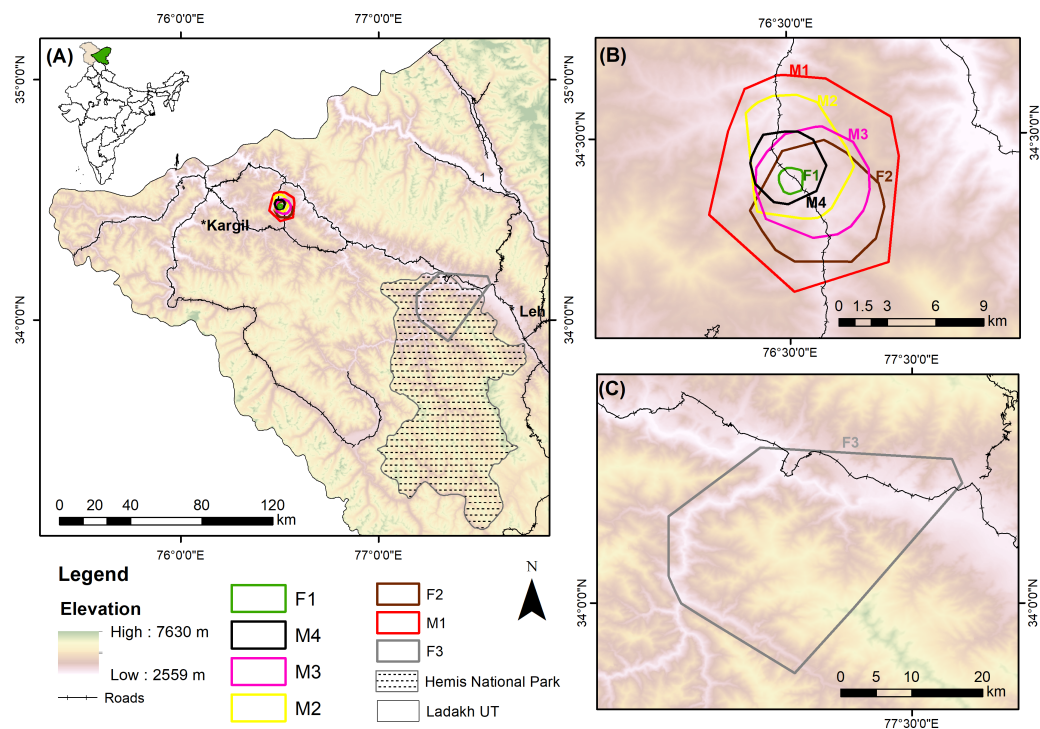 76°0'0"E
77°0'0"E
(A)
35°0'0"N
35°0'0"N
1
*Kargil
Leh
34°0'0"N
34°0'0"N
0 20 40 80 120
km
76°0'0"E
77°0'0"E
76°30'0"E
(B)
M1
M2
M3
F1
F2
M4
34°30'0"N
34°30'0"N
0 1.5 3 6 9
km
76°30'0"E
77°30'0"E
(C)
F3
34°0'0"N
34°0'0"N
0 5 10 20
km
77°30'0"E
Legend
Elevation
High : 7630 m
Low : 2559 m
Roads
F1
M4
M3
M2
F2
M1
F3
Hemis National Park
Ladakh UT
N